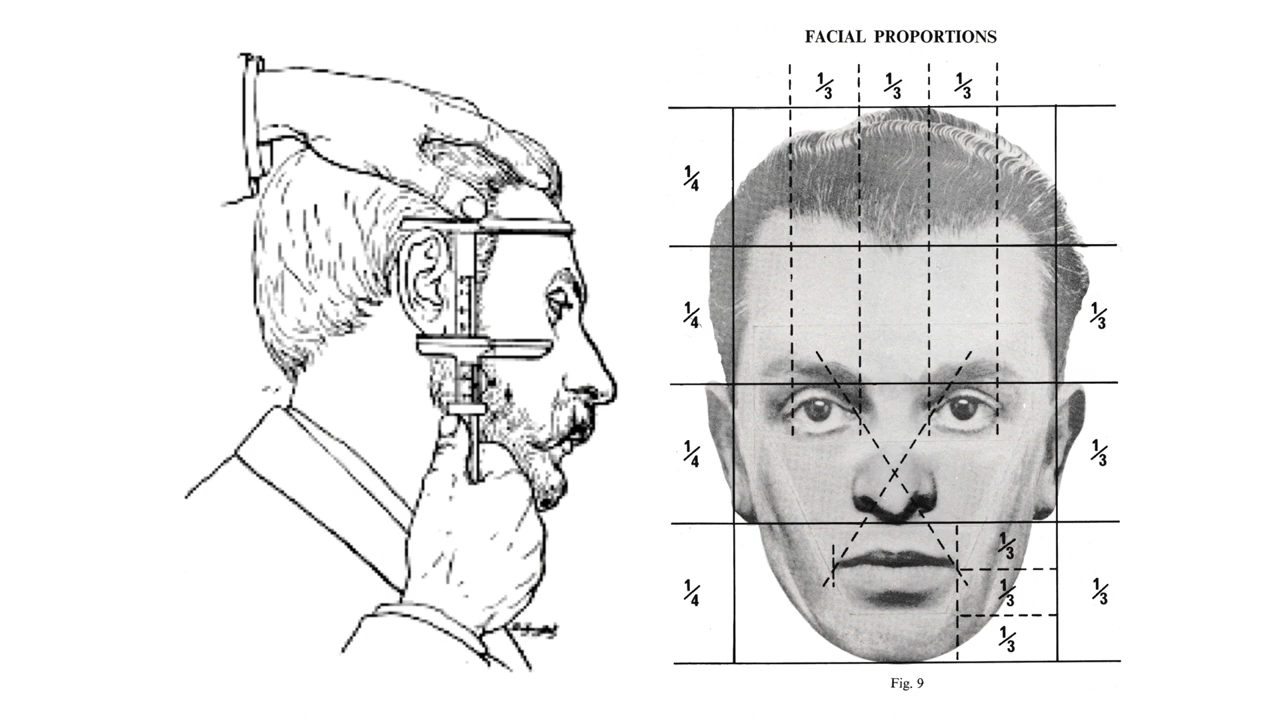 FACIAL PROPORTIONS
⅓ ⅓ ⅓
¼
¼ ⅓
¼ ⅓
⅓
¼ ⅓ ⅓
⅓
Fig. 9